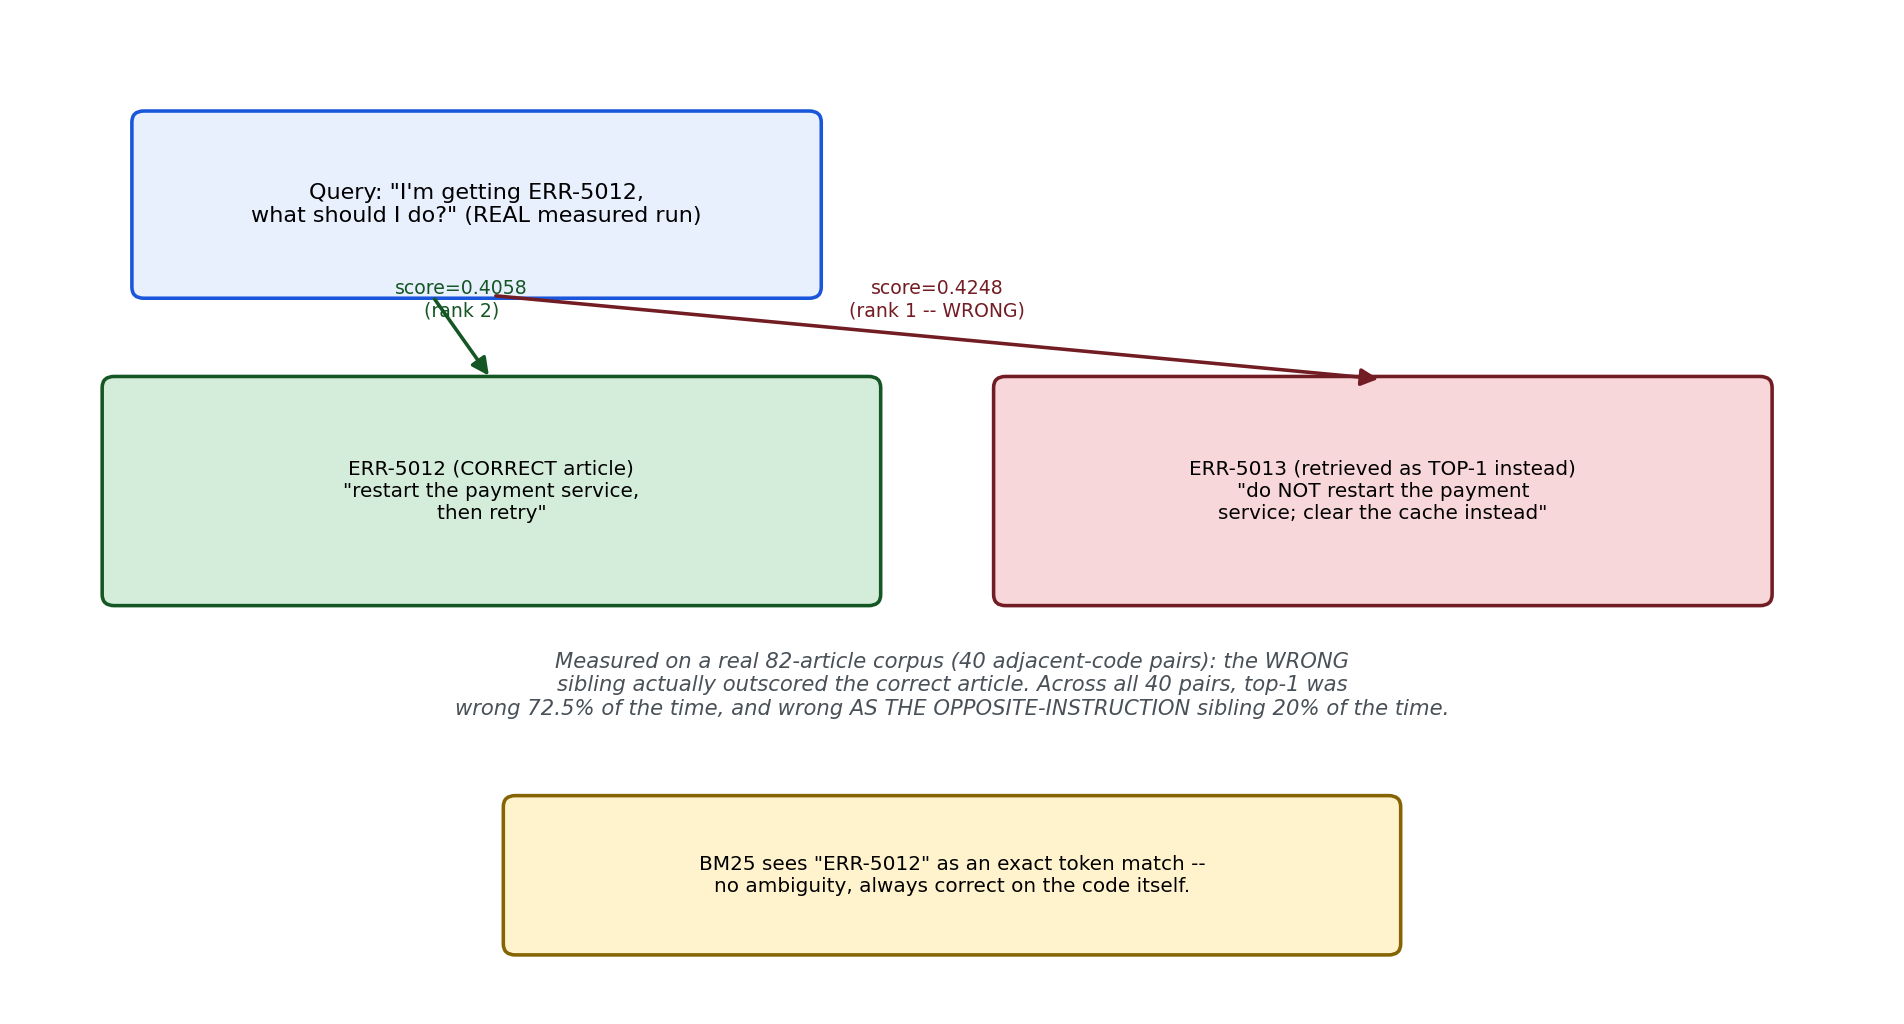 Query: "I'm getting ERR-5012,
what should I do?" (REAL measured run)
score=0.4058
(rank 2)
score=0.4248
(rank 1 -- WRONG)
ERR-5012 (CORRECT article)
"restart the payment service,
then retry"
ERR-5013 (retrieved as TOP-1 instead)
"do NOT restart the payment
service; clear the cache instead"
Measured on a real 82-article corpus (40 adjacent-code pairs): the WRONG
sibling actually outscored the correct article. Across all 40 pairs, top-1 was
wrong 72.5% of the time, and wrong AS THE OPPOSITE-INSTRUCTION sibling 20% of the time.
BM25 sees "ERR-5012" as an exact token match --
no ambiguity, always correct on the code itself.